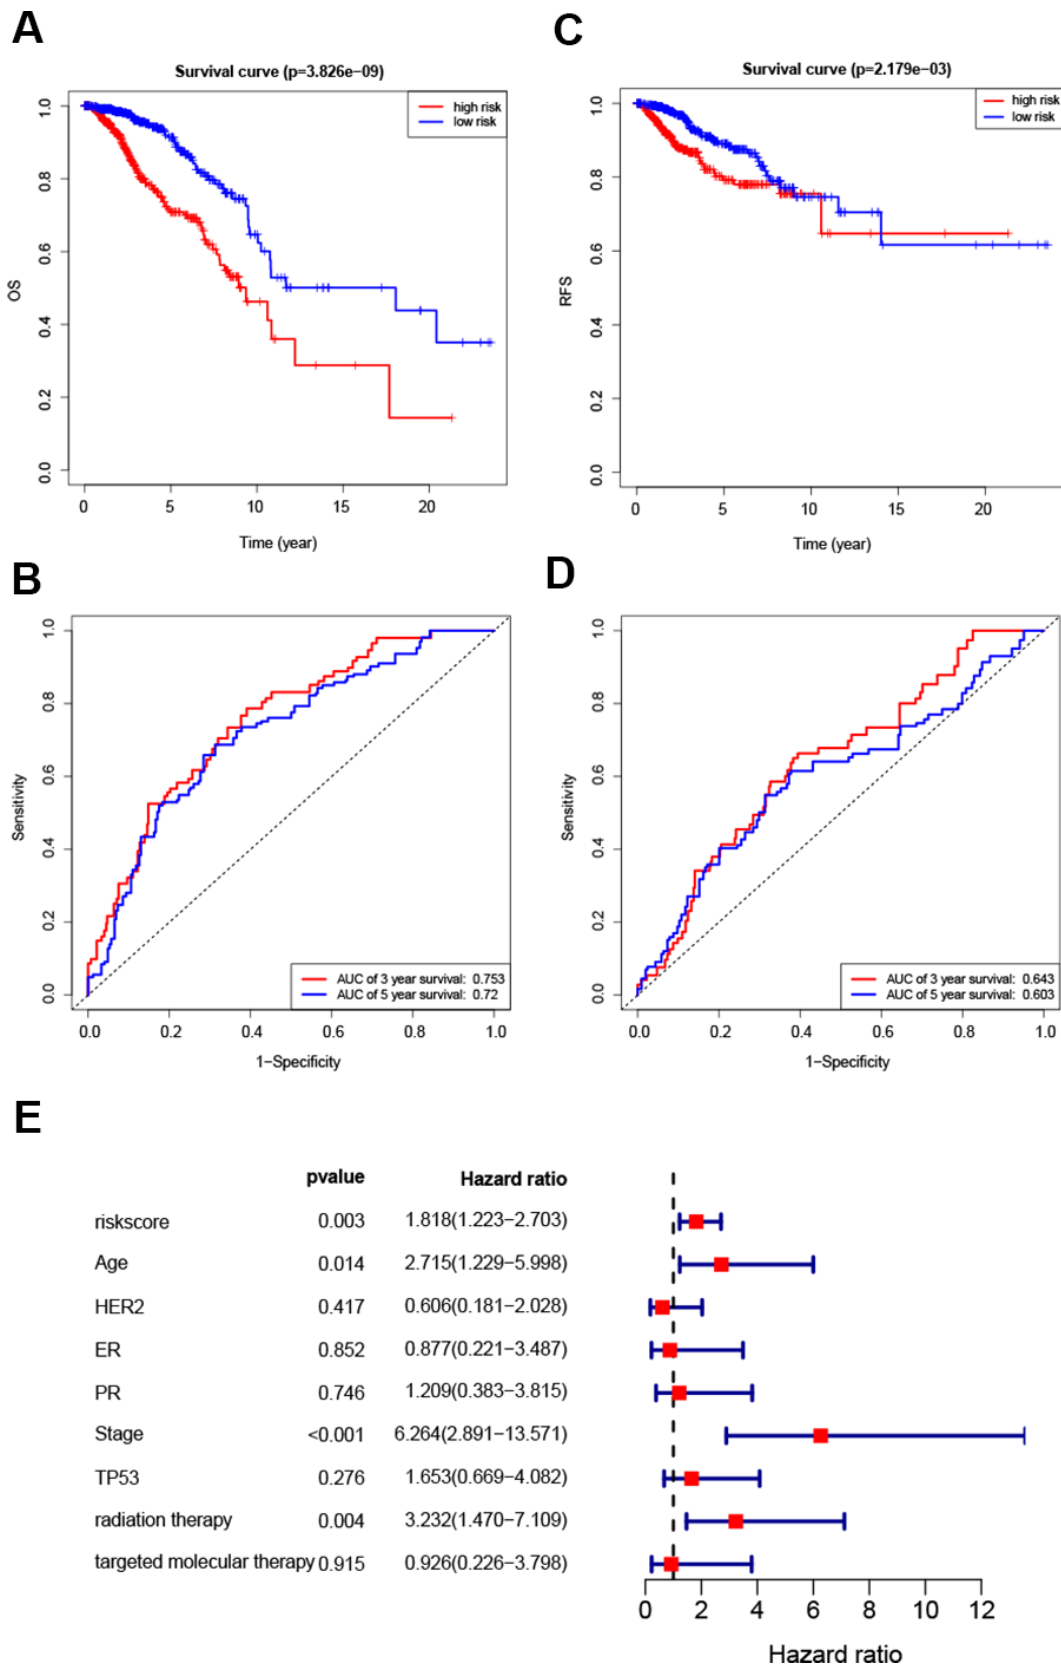 A
Survival curve (p=3.826e−09)
high risk
low risk
OS
0.0 0.2 0.4 0.6 0.8 1.0
0 5 10 15 20
Time (year)
C
Survival curve (p=2.179e−03)
high risk
low risk
RFS
0.0 0.2 0.4 0.6 0.8 1.0
0 5 10 15 20
Time (year)
B
Sensitivity
0.0 0.2 0.4 0.6 0.8 1.0
AUC of 3 year survival: 0.753
AUC of 5 year survival: 0.72
0.0 0.2 0.4 0.6 0.8 1.0
1−Specificity
D
Sensitivity
0.0 0.2 0.4 0.6 0.8 1.0
AUC of 3 year survival: 0.643
AUC of 5 year survival: 0.603
0.0 0.2 0.4 0.6 0.8 1.0
1−Specificity
E
pvalue Hazard ratio
riskscore 0.003 1.818(1.223−2.703)
Age 0.014 2.715(1.229−5.998)
HER2 0.417 0.606(0.181−2.028)
ER 0.852 0.877(0.221−3.487)
PR 0.746 1.209(0.383−3.815)
Stage <0.001 6.264(2.891−13.571)
TP53 0.276 1.653(0.669−4.082)
radiation therapy 0.004 3.232(1.470−7.109)
targeted molecular therapy 0.915 0.926(0.226−3.798)
0 2 4 6 8 10 12
Hazard ratio